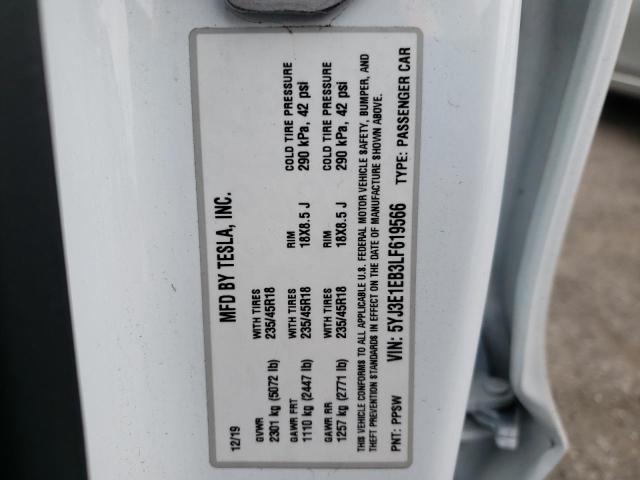 12/19 MFD BY TESLA, INC.
GVWR WITH TIRES RIM COLD TIRE PRESSURE
2301 kg (5072 lb) 235/45R18
GAWR FRT
1110 kg (2447 lb) 235/45R18 18X8.5 J 290 kPa, 42 psi
GAWR RR WITH TIRES RIM COLD TIRE PRESSURE
1257 kg (2771 lb) 235/45R18 18X8.5 J 290 kPa, 42 psi
THIS VEHICLE CONFORMS TO ALL APPLICABLE U.S. FEDERAL MOTOR VEHICLE SAFETY, BUMPER, AND
THEFT PREVENTION STANDARDS IN EFFECT ON THE DATE OF MANUFACTURE SHOWN ABOVE.
PNT: PPSW VIN: 5YJ3E1EB3LF619566 TYPE: PASSENGER CAR